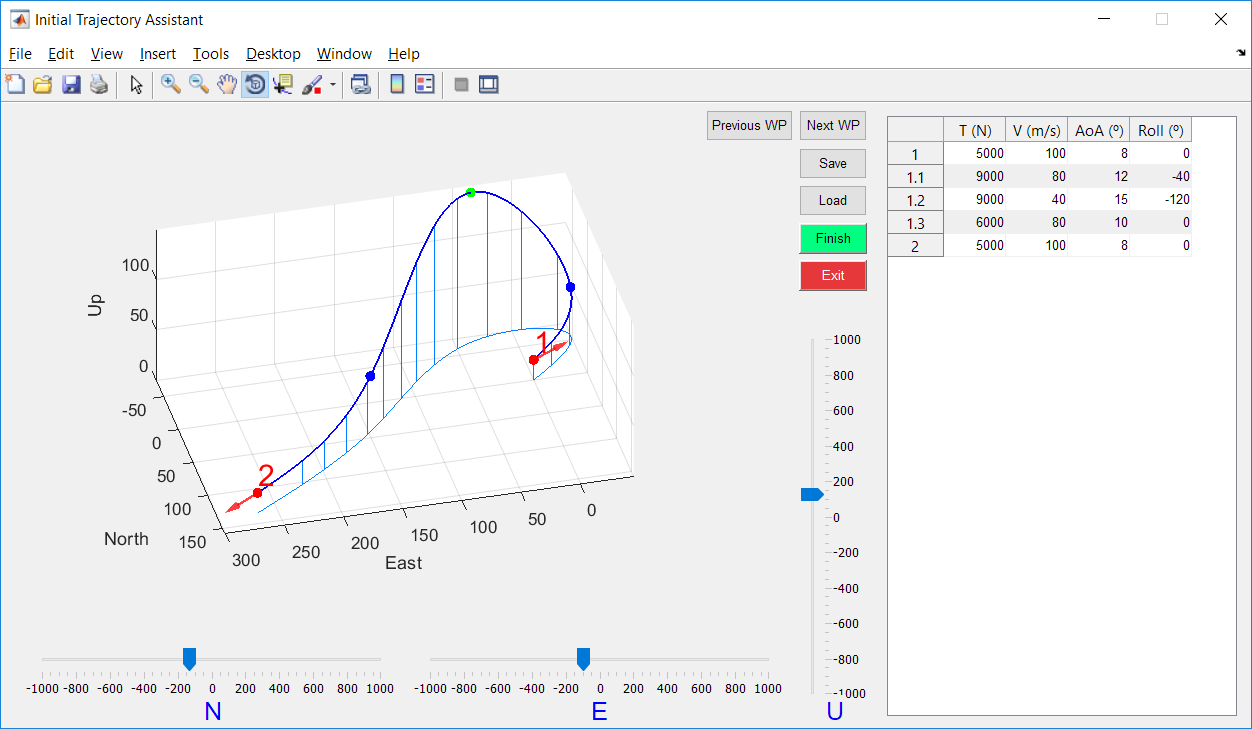 Initial Trajectory Assistant
File Edit View Insert Tools Desktop Window Help
Previous WP Next WP
Save
Load
Finish
Exit
T (N) V (m/s) AoA (º) Roll (º)
1 5000 100 8 0
1.1 9000 80 12 -40
1.2 9000 40 15 -120
1.3 6000 80 10 0
2 5000 100 8 0
Up
100
50
0
-50
0
50
100
150
North
300
250
200
150
100
50
0
East
1
2
1000
800
600
400
200
0
-200
-400
-600
-800
-1000
U
-1000 -800 -600 -400 -200 0 200 400 600 800 1000
N
-1000 -800 -600 -400 -200 0 200 400 600 800 1000
E